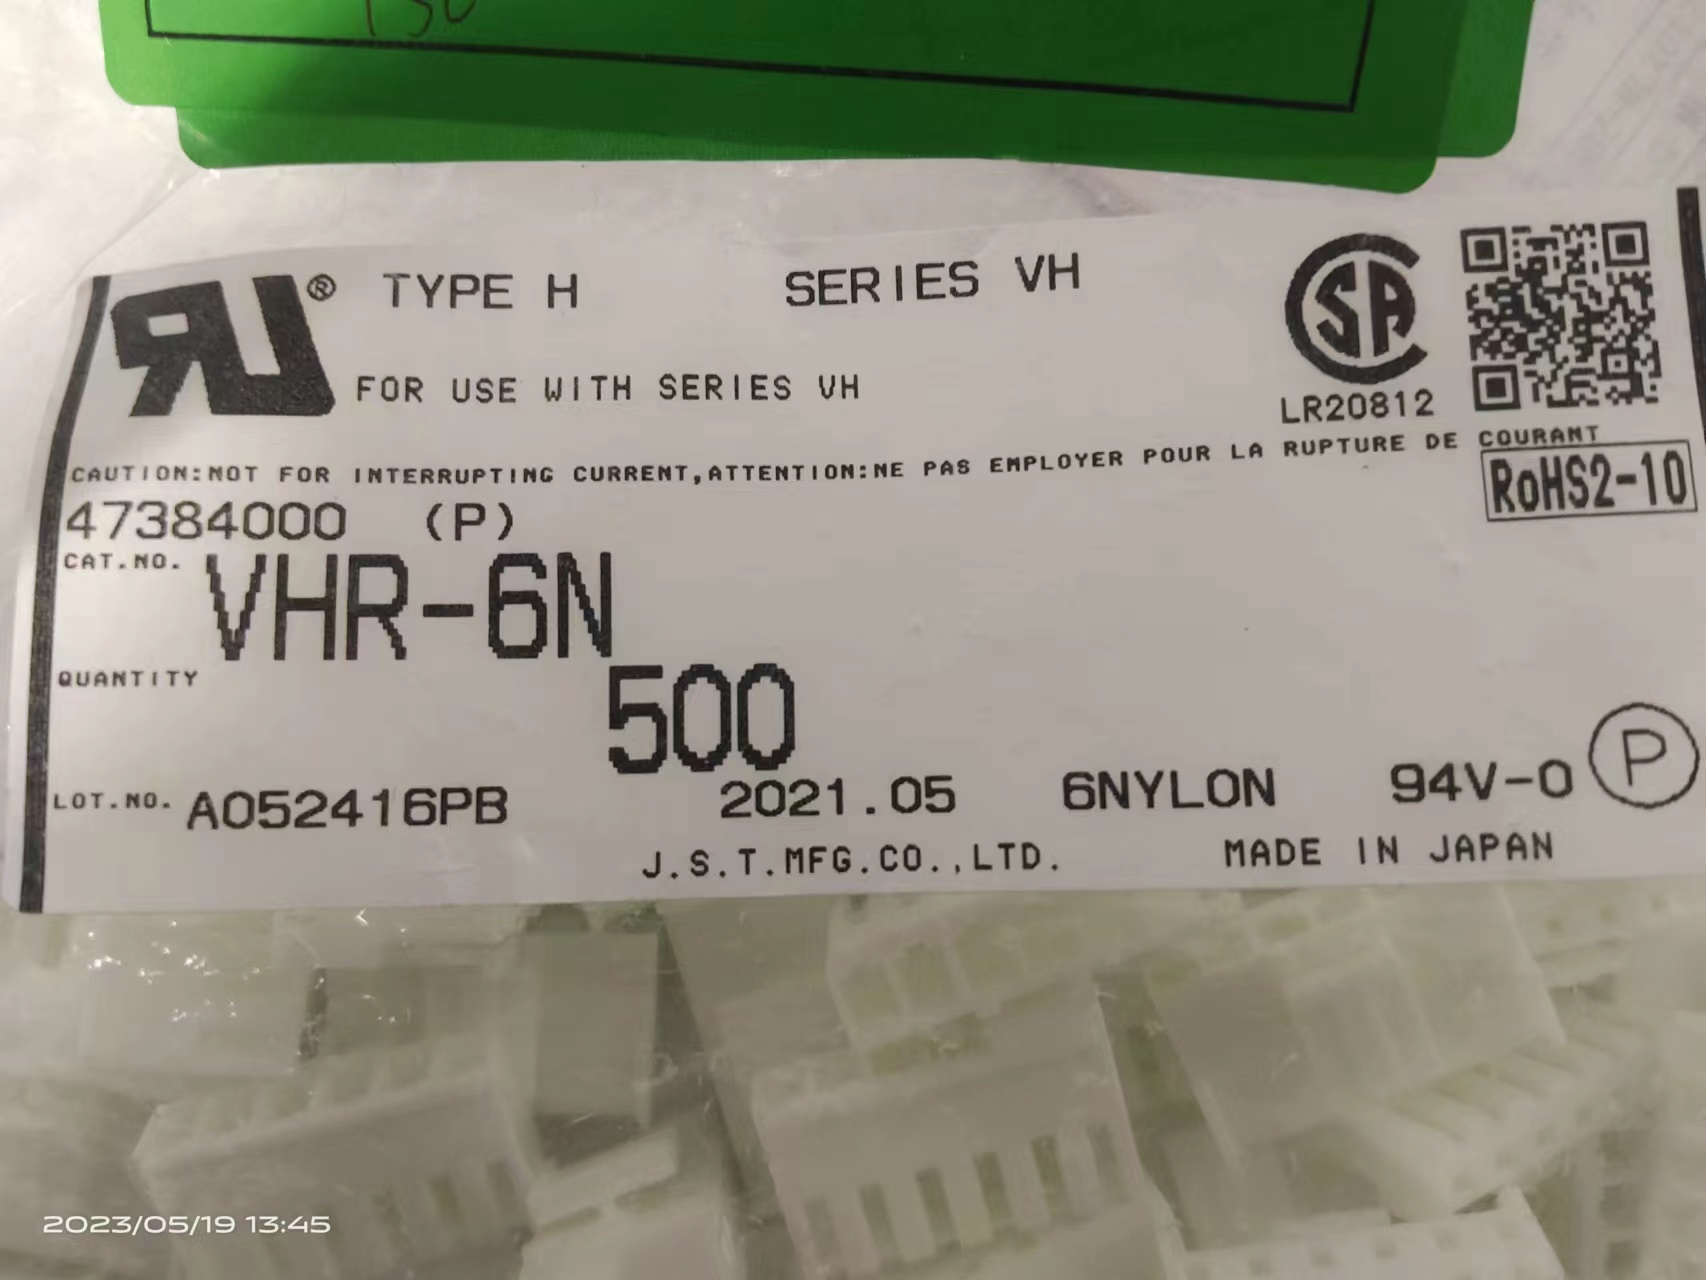 150
® TYPE H SERIES VH
FOR USE WITH SERIES VH
LR20812
CAUTION:NOT FOR INTERRUPTING CURRENT,ATTENTION:NE PAS EMPLOYER POUR LA RUPTURE DE COURANT
RoHS2-10
47384000 (P)
CAT.NO. VHR-6N
QUANTITY 500
LOT.NO. A052416PB 2021.05 6NYLON 94V-0 P
J.S.T.MFG.CO.,LTD. MADE IN JAPAN
2023/05/19 13:45